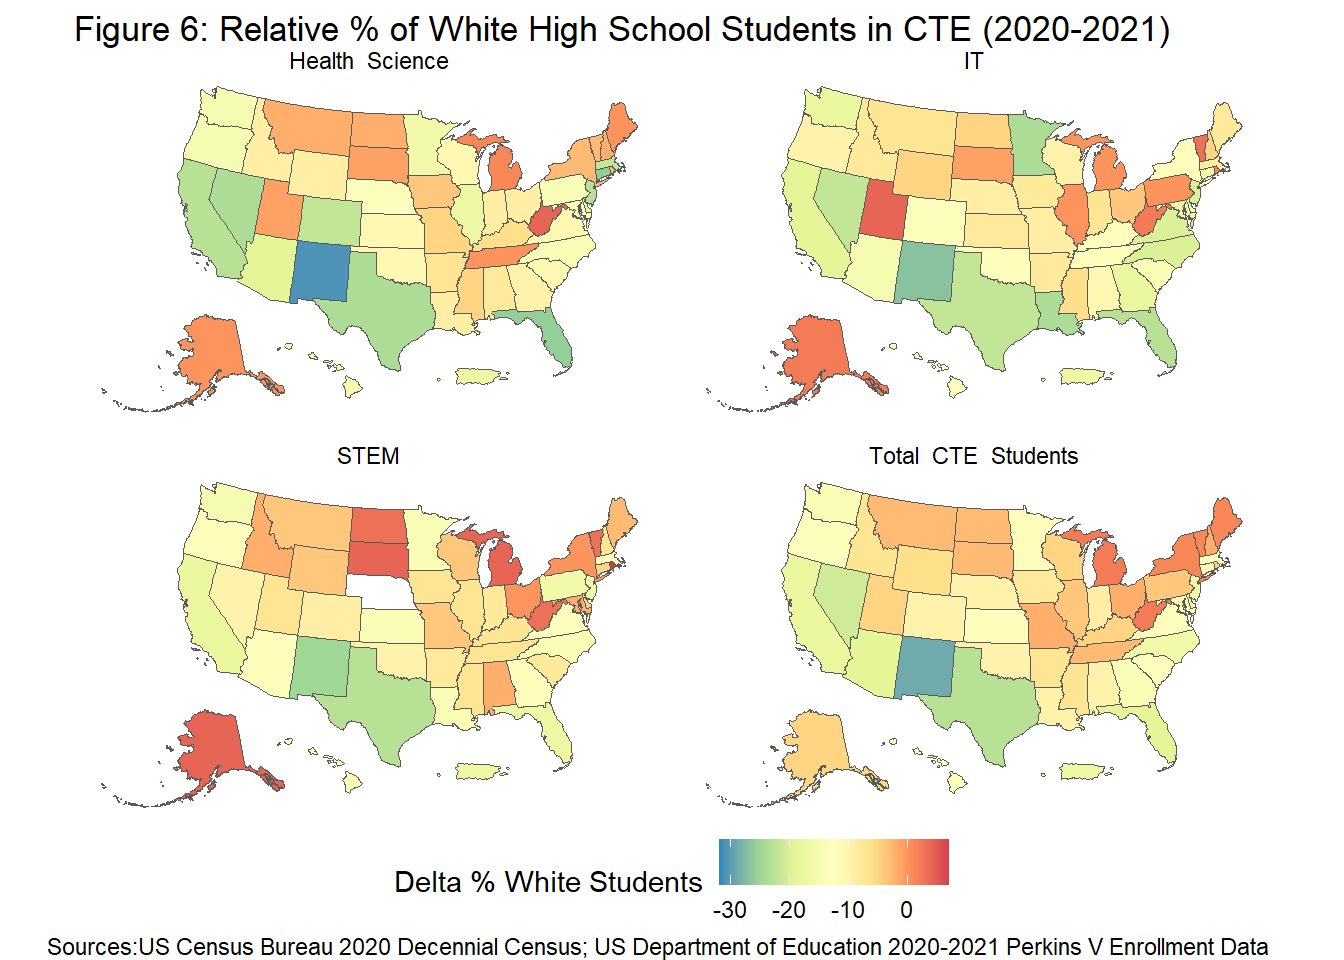 Figure 6: Relative % of White High School Students in CTE (2020-2021)
Health Science
IT
STEM
Total CTE Students
Delta % White Students
-30 -20 -10 0
Sources:US Census Bureau 2020 Decennial Census; US Department of Education 2020-2021 Perkins V Enrollment Data